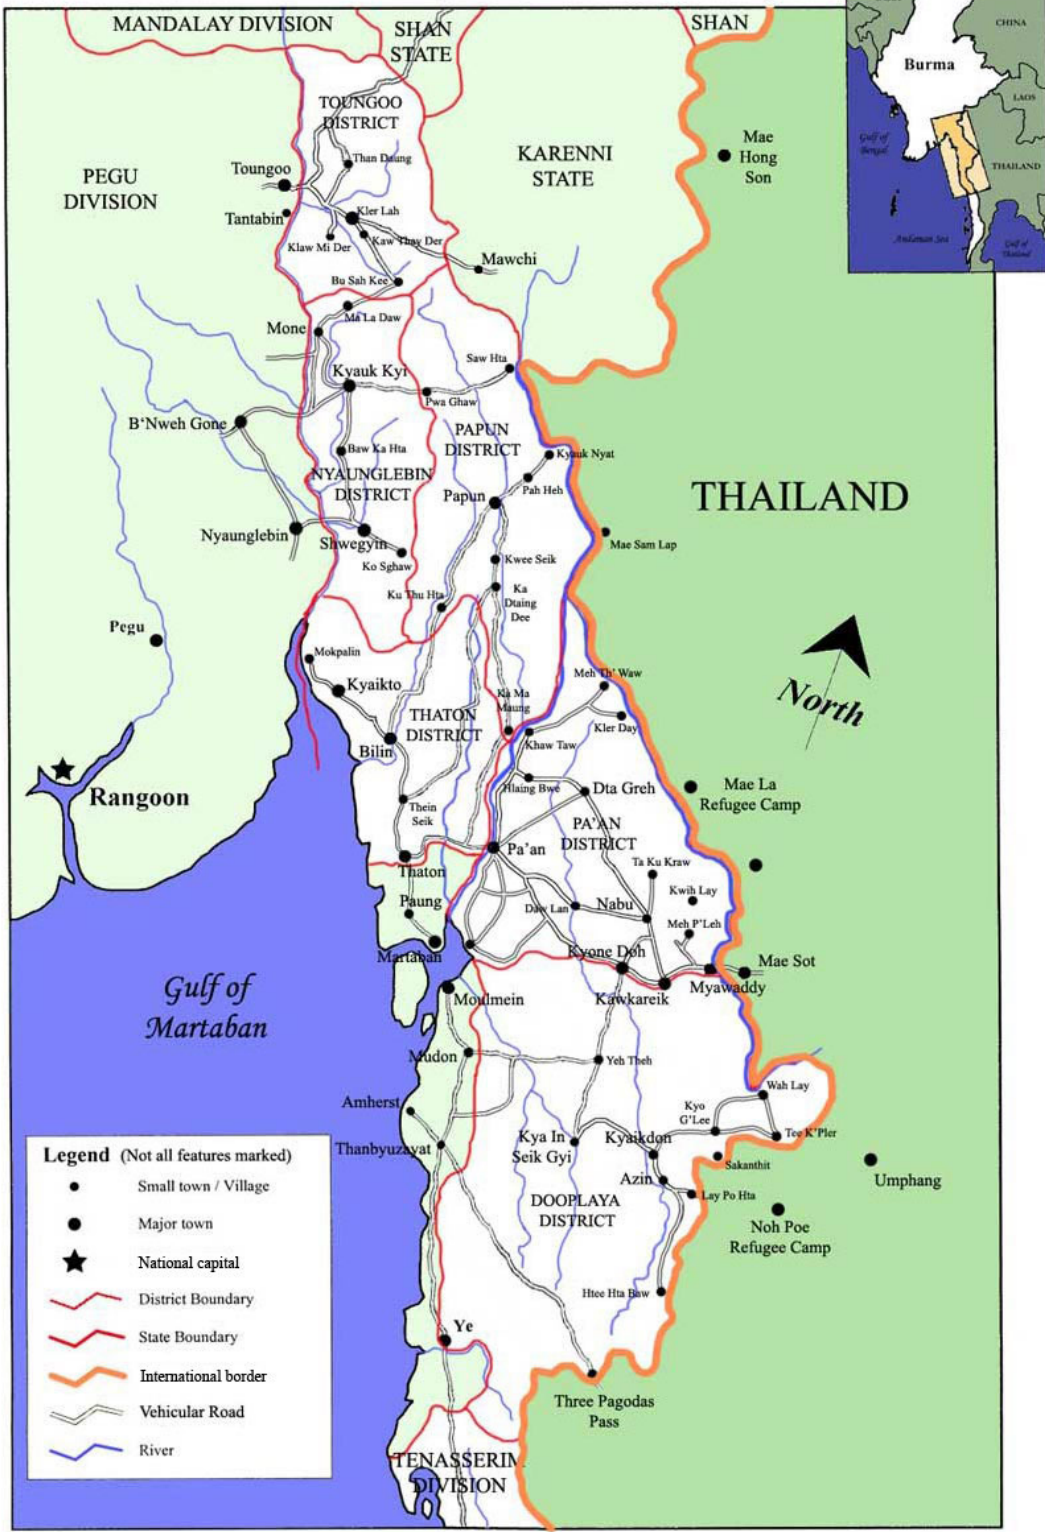 MANDALAY DIVISION
SHAN
STATE
SHAN
CHINA
Burma
LAOS
Gulf of
Bengal
THAILAND
Andaman Sea
Gulf of
Thailand
TOUNGOO
DISTRICT
Than Daung
KARENNI
STATE
Mae
Hong
Son
PEGU
DIVISION
Toungoo
Tantabin
Kler Lah
Klaw Mi Der
Kaw Thay Der
Mawchi
Bu Sah Kee
Ma La Daw
Mone
Saw Hta
Kyauk Kyi
Pwa Ghaw
B'Nweh Gone
PAPUN
DISTRICT
Baw Ka Hta
Kyauk Nyat
NYAUNGLEBIN
DISTRICT
Pah Heh
Papun
THAILAND
Nyaunglebin
Shwegyin
Mae Sam Lap
Ko Sghaw
Kwee Seik
Ku Thu Hta
Ka
Dtaing
Dee
Pegu
Mokpalin
Meh Th' Waw
Kyaikto
Ka Ma
Maung
North
THATON
DISTRICT
Kler Day
Bilin
Khaw Taw
Rangoon
Hlaing Bwe
Dta Greh
Mae La
Refugee Camp
Thein
Seik
PA'AN
DISTRICT
Pa'an
Ta Ku Kraw
Thaton
Kwih Lay
Paung
Daw Lan
Nabu
Meh P'Leh
Martaban
Kyone Doh
Mae Sot
Gulf of
Martaban
Moulmein
Kawkareik
Myawaddy
Mudon
Yeh Theh
Wah Lay
Amherst
Kyo
G'Lee
Thanbyuzayat
Kya In
Seik Gyi
Kyaikdon
Tee K'Pler
Sakanthit
Azin
Umphang
Lay Po Hta
DOOPLAYA
DISTRICT
Noh Poe
Refugee Camp
Htee Hta Baw
Ye
Three Pagodas
Pass
TENASSERIM
DIVISION
Legend (Not all features marked)
Small town / Village
Major town
National capital
District Boundary
State Boundary
International border
Vehicular Road
River